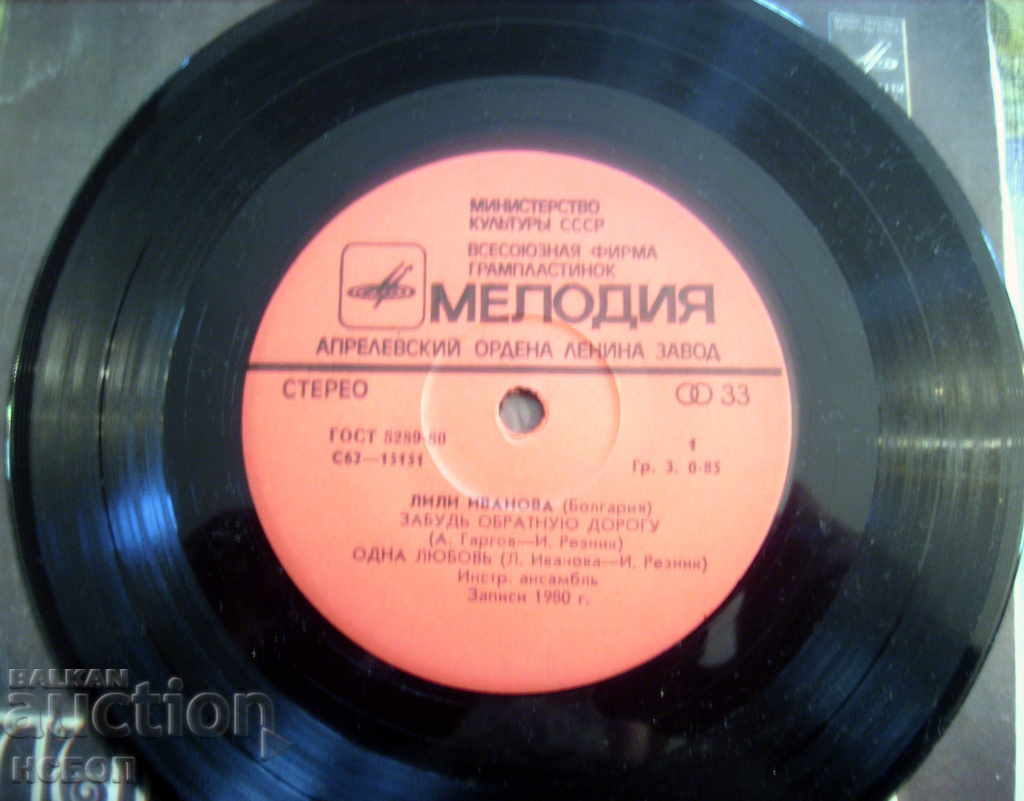 МИНИСТЕРСТВО
КУЛЬТУРЫ СССР
ВСЕСОЮЗНАЯ ФИРМА
ГРАМПЛАСТИНОК
МЕЛОДИЯ
АПРЕЛЕВСКИЙ ОРДЕНА ЛЕНИНА ЗАВОД
СТЕРЕО 33
ГОСТ 5289-80 1
С62—15151 Гр. 3. 0-85
ЛИЛИ ИВАНОВА (Болгария)
ЗАБУДЬ ОБРАТНУЮ ДОРОГУ
(А. Гаргов—И. Резник)
ОДНА ЛЮБОВЬ (Л. Иванова—И. Резник)
Инстр. ансамбль
Записи 1980 г.
BALKAN
auction
НСБОП